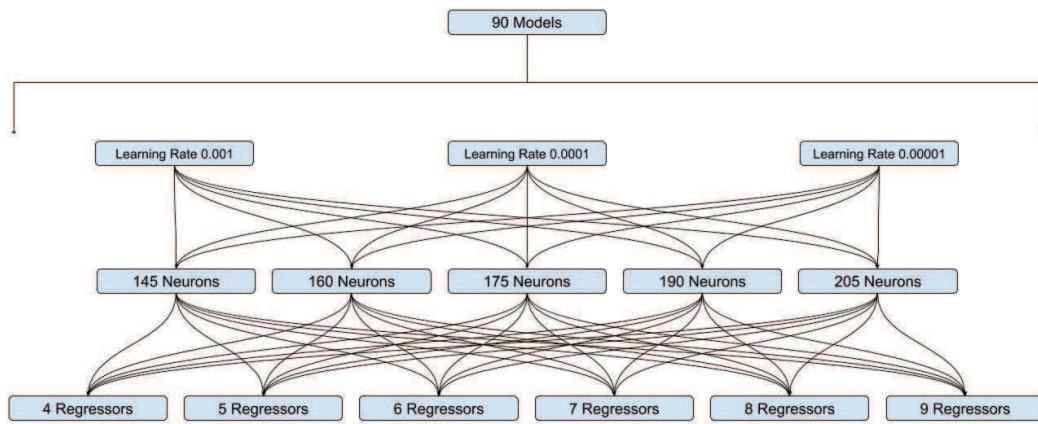 90 Models
Learning Rate 0.001
Learning Rate 0.0001
Learning Rate 0.00001
145 Neurons
160 Neurons
175 Neurons
190 Neurons
205 Neurons
4 Regressors
5 Regressors
6 Regressors
7 Regressors
8 Regressors
9 Regressors